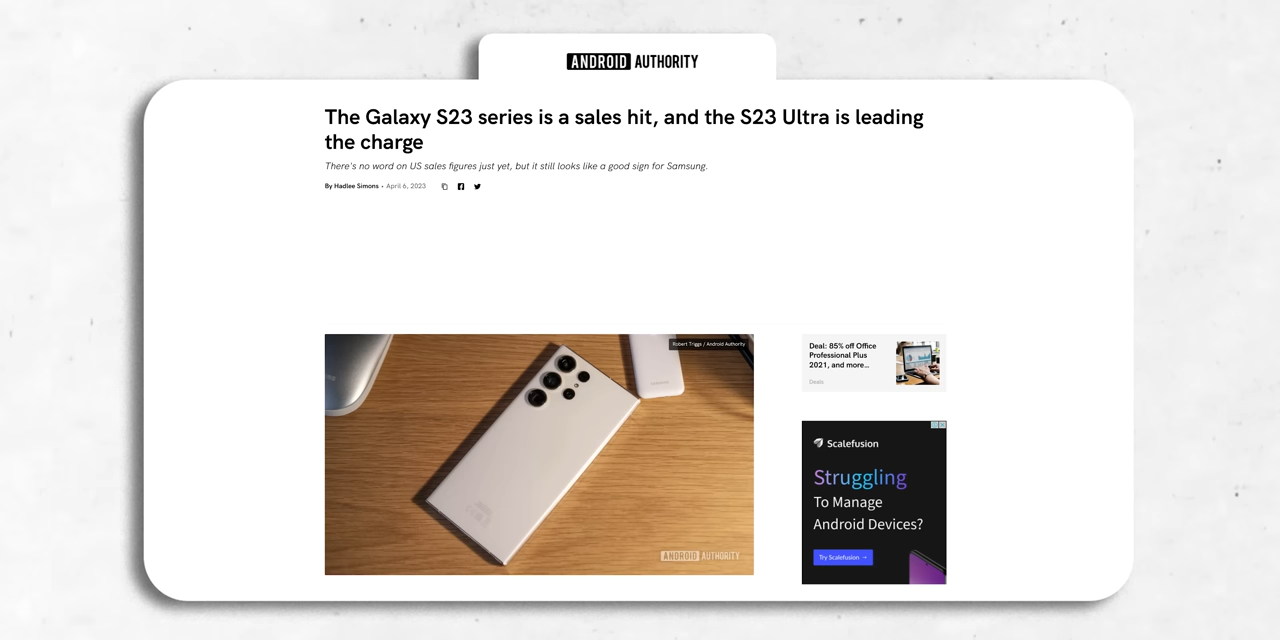 ANDROID AUTHORITY
The Galaxy S23 series is a sales hit, and the S23 Ultra is leading
the charge
There's no word on US sales figures just yet, but it still looks like a good sign for Samsung.
By Hadlee Simons • April 6, 2023
Robert Triggs / Android Authority
ANDROID AUTHORITY
Deal: 85% off Office
Professional Plus
2021, and more...
Deals
Scalefusion
Struggling
To Manage
Android Devices?
Try Scalefusion →